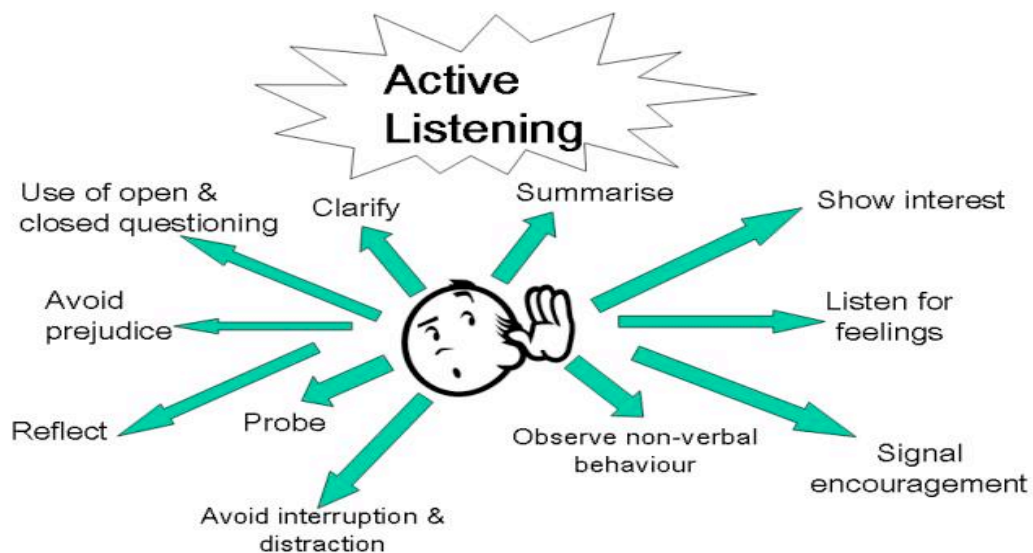 Active
Listening
Use of open &
closed questioning
Clarify
Summarise
Show interest
Avoid
prejudice
Listen for
feelings
Reflect
Probe
Observe non-verbal
behaviour
Signal
encouragement
Avoid interruption &
distraction